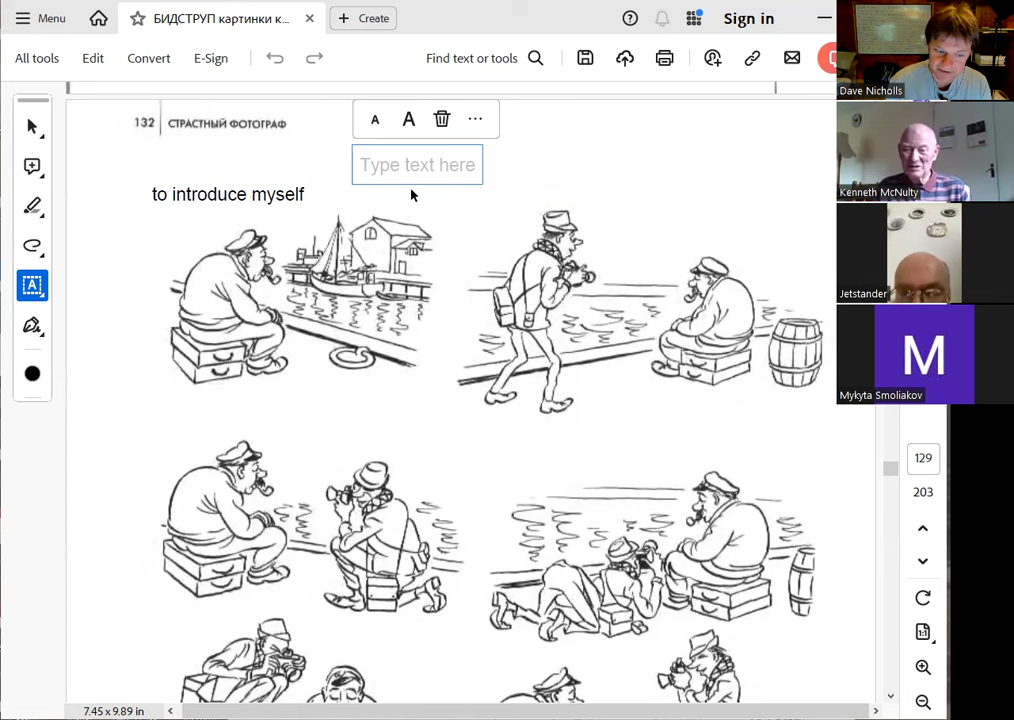 Menu
БИДСТРУП картинки к...
Create
Sign in
All tools
Edit
Convert
E-Sign
Find text or tools
132 СТРАСТНЫЙ ФОТОГРАФ
A A
Type text here
to introduce myself
Dave Nicholls
Kenneth McNulty
Jetstander
M
Mykyta Smoliakov
129
203
1:1
7.45 x 9.89 in